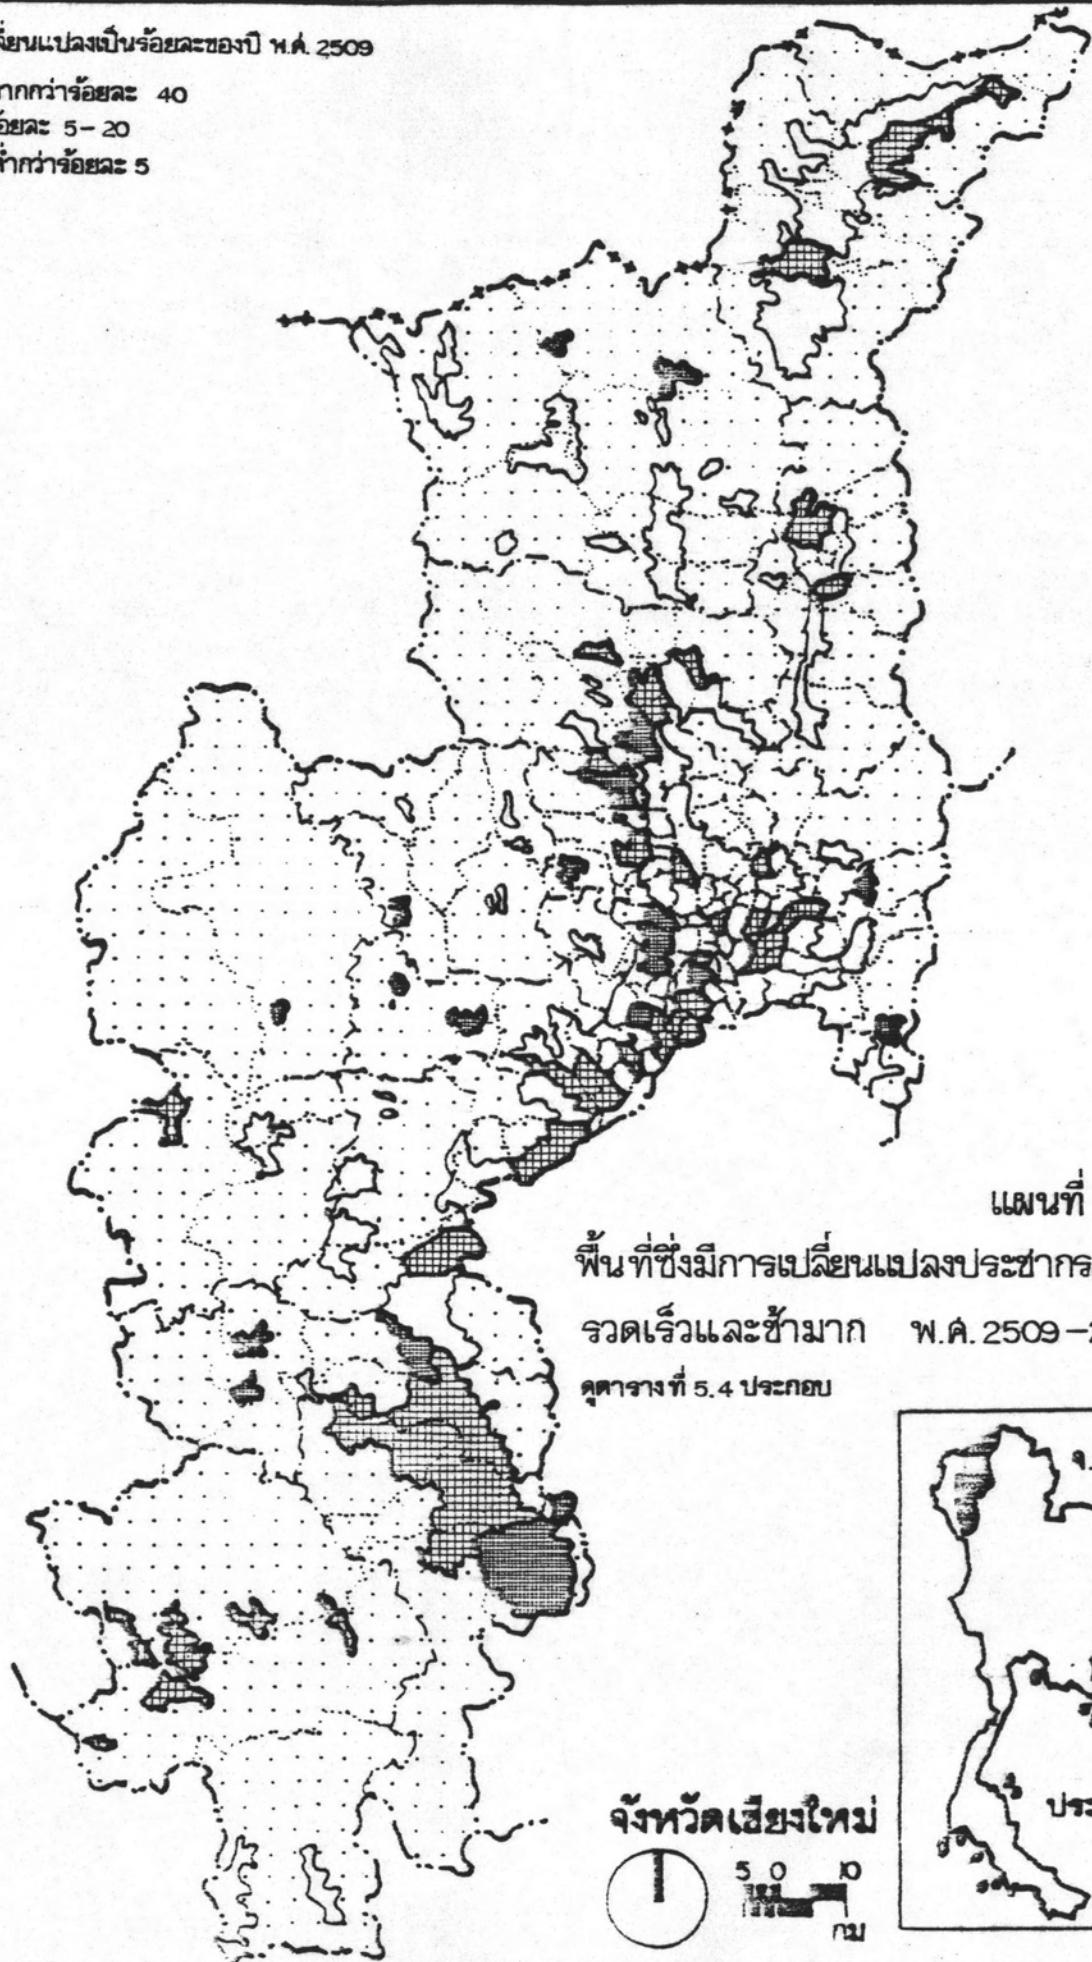 ลี่ยนแปลงเป็นร้อยละของปี พ.ศ. 2509
ากกว่าร้อยละ 40
้อยละ 5-20
่ำกว่าร้อยละ 5
แผนที่
พื้นที่ซึ่งมีการเปลี่ยนแปลงประชากร
รวดเร็วและช้ามาก พ.ศ. 2509-2
ดูตารางที่ 5.4 ประกอบ
จ.
ประ
จังหวัดเชียงใหม่
5 0 10
กม